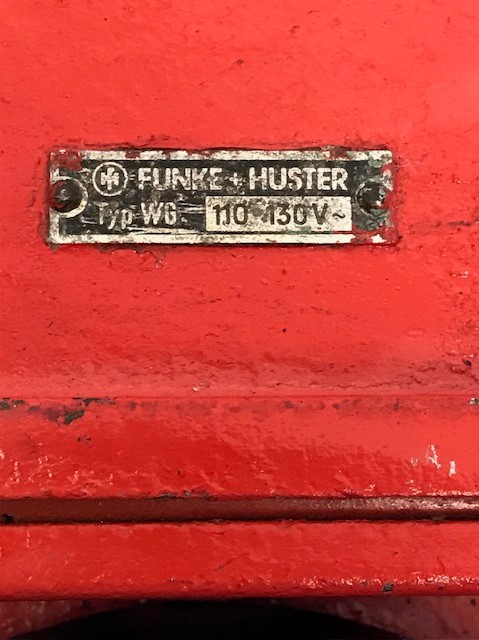 FUNKE + HUSTER
Typ WG 110-130V~